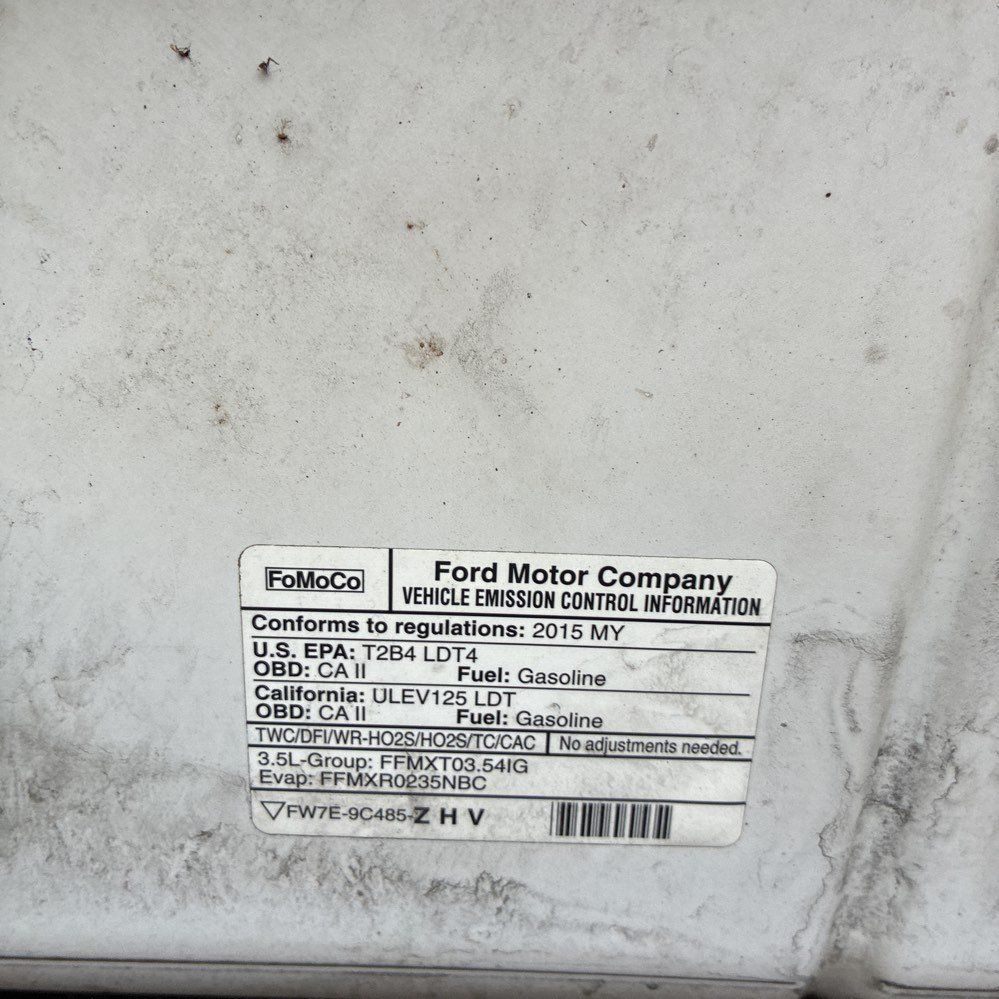 FoMoCo
Ford Motor Company
VEHICLE EMISSION CONTROL INFORMATION
Conforms to regulations: 2015 MY
U.S. EPA: T2B4 LDT4
OBD: CA II Fuel: Gasoline
California: ULEV125 LDT
OBD: CA II Fuel: Gasoline
TWC/DFI/WR-HO2S/HO2S/TC/CAC No adjustments needed.
3.5L-Group: FFMXT03.54IG
Evap: FFMXR0235NBC
FW7E-9C485-Z H V